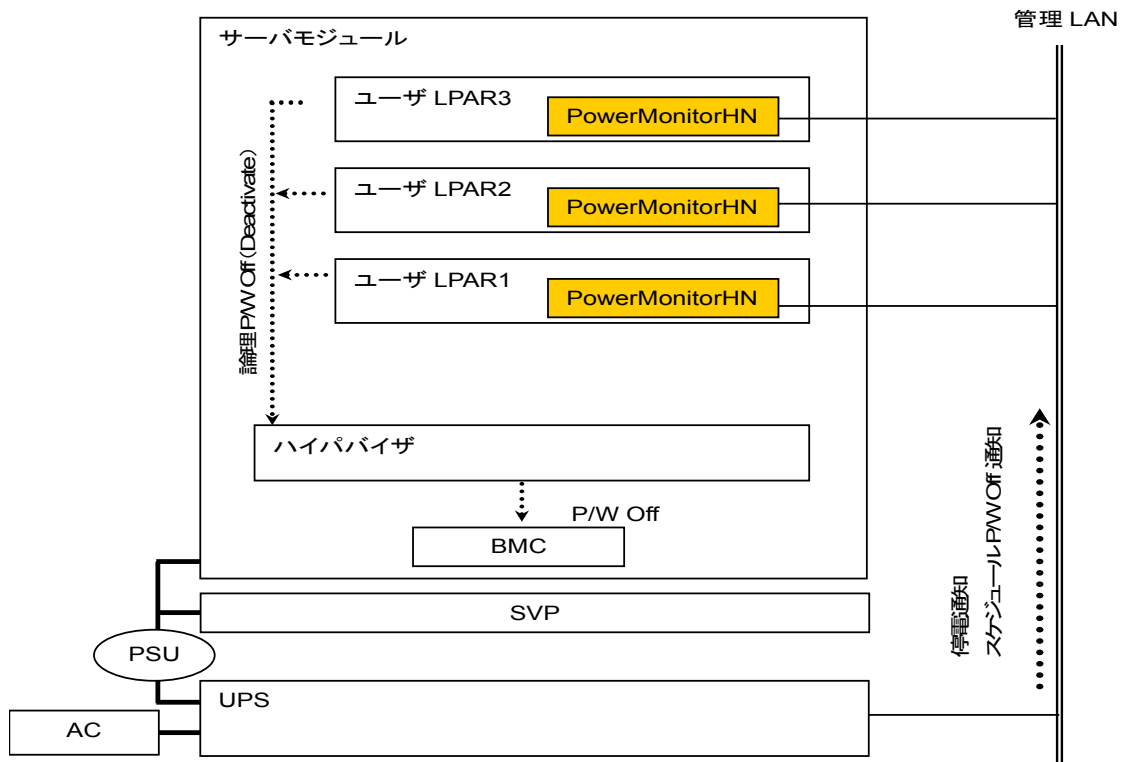 管理 LAN
サーバモジュール
ユーザ LPAR3
PowerMonitorHN
ユーザ LPAR2
PowerMonitorHN
ユーザ LPAR1
PowerMonitorHN
論理P/W Off (Deactivate)
ハイパバイザ
P/W Off
BMC
停電通知
スケジュールP/W Off 通知
SVP
PSU
UPS
AC